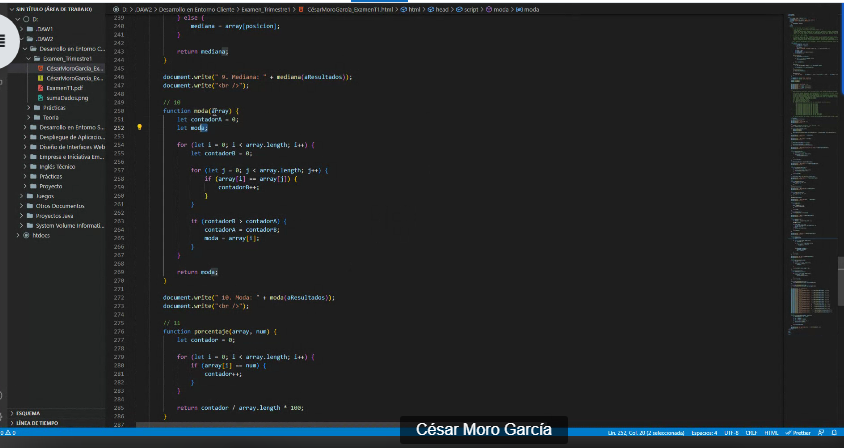 SIN TÍTULO (ÁREA DE TRABAJO)
D: > .DAW2 > Desarrollo en Entorno Cliente > Examen_Trimestre1 > CésarMoroGarcía_ExamenT1.html > html > head > script > moda > moda
D:
.DAW1
.DAW2
Desarrollo en Entorno C...
Examen_Trimestre1
CésarMoroGarcía_Ex...
CésarMoroGarcía_Ex...
ExamenT1.pdf
sumaDados.png
Prácticas
Teoría
Desarrollo en Entorno S...
Despliegue de Aplicacio...
Diseño de Interfaces Web
Empresa e Iniciativa Em...
Inglés Técnico
Prácticas
Proyecto
Juegos
Otros Documentos
Proyectos Java
System Volume Informati...
htdocs
ESQUEMA
LÍNEA DE TIEMPO
239 } else {
240 mediana = array[posicion];
241 }
242
243 return mediana;
244 }
245
246 document.write(" 9. Mediana: " + mediana(aResultados));
247 document.write("<br />");
248
249 // 10
250 function moda(array) {
251 let contadorA = 0;
252 let moda;
253
254 for (let i = 0; i < array.length; i++) {
255 let contadorB = 0;
256
257 for (let j = 0; j < array.length; j++) {
258 if (array[i] == array[j]) {
259 contadorB++;
260 }
261 }
262
263 if (contadorB > contadorA) {
264 contadorA = contadorB;
265 moda = array[i];
266 }
267 }
268
269 return moda;
270 }
271
272 document.write(" 10. Moda: " + moda(aResultados));
273 document.write("<br />");
274
275 // 11
276 function porcentaje(array, num) {
277 let contador = 0;
278
279 for (let i = 0; i < array.length; i++) {
280 if (array[i] == num) {
281 contador++;
282 }
283 }
284
285 return contador / array.length * 100;
286 }
287
César Moro García
0 0
Lín. 252, Col. 20 (2 seleccionada) Espacios: 4 UTF-8 CRLF HTML Prettier